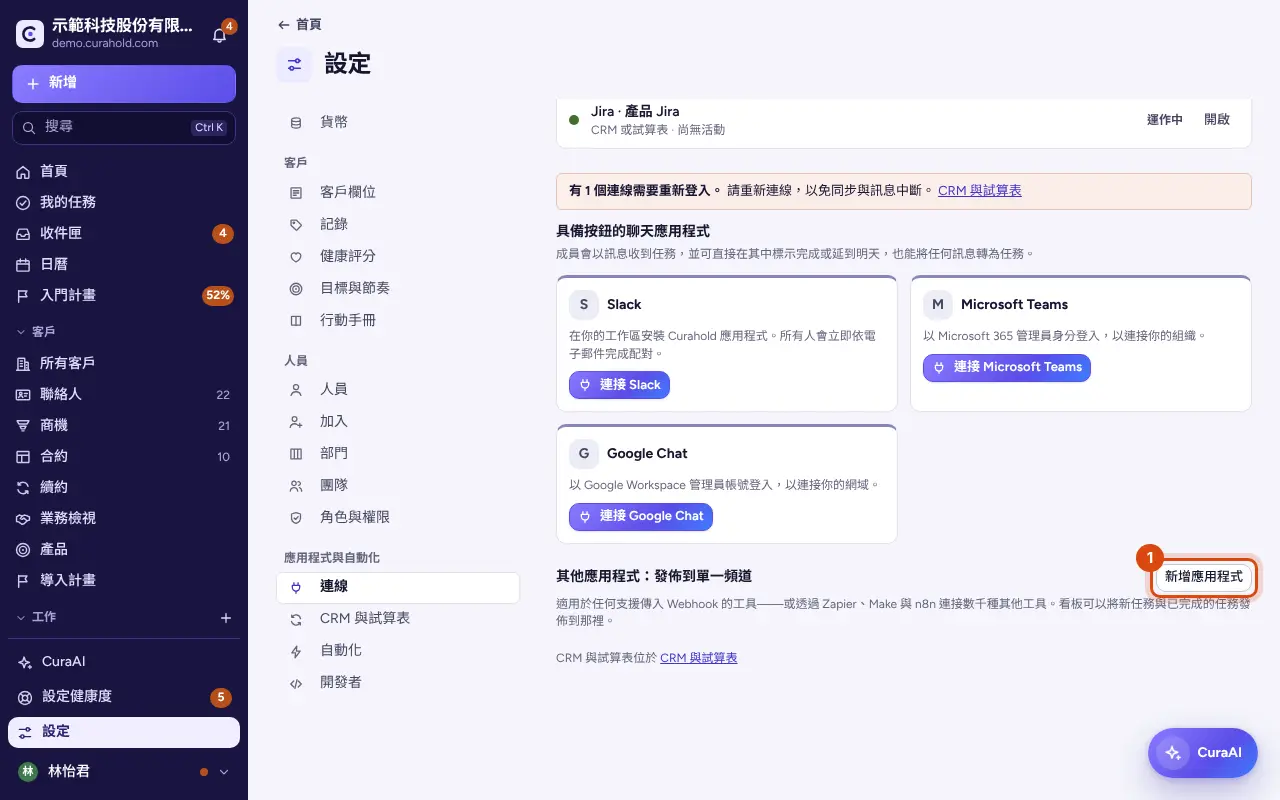 示範科技股份有限...
demo.curahold.com
4
新增
搜尋
Ctrl K
首頁
我的任務
收件匣
4
日曆
入門計畫
52%
客戶
所有客戶
聯絡人
22
商機
21
合約
10
續約
業務檢視
產品
導入計畫
工作
CuraAI
設定健康度
5
設定
林
林怡君
首頁
設定
貨幣
客戶
客戶欄位
記錄
健康評分
目標與節奏
行動手冊
人員
人員
加入
部門
團隊
角色與權限
應用程式與自動化
連線
CRM 與試算表
自動化
開發者
Jira · 產品 Jira
CRM 或試算表 · 尚無活動
運作中
開啟
有 1 個連線需要重新登入。 請重新連線，以免同步與訊息中斷。 CRM 與試算表
具備按鈕的聊天應用程式
成員會以訊息收到任務，並可直接在其中標示完成或延到明天，也能將任何訊息轉為任務。
S
Slack
在你的工作區安裝 Curahold 應用程式。所有人會立即依電
子郵件完成配對。
連接 Slack
M
Microsoft Teams
以 Microsoft 365 管理員身分登入，以連接你的組織。
連接 Microsoft Teams
G
Google Chat
以 Google Workspace 管理員帳號登入，以連接你的網域。
連接 Google Chat
其他應用程式：發佈到單一頻道
1
新增應用程式
適用於任何支援傳入 Webhook 的工具——或透過 Zapier、Make 與 n8n 連接數千種其他工具。看板可以將新任務與已完成的任務發
佈到那裡。
CRM 與試算表位於 CRM 與試算表
CuraAI